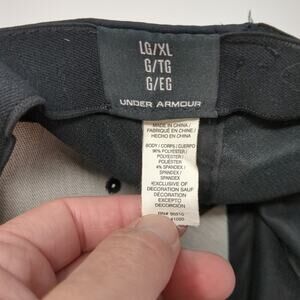 LG/XL
G/TG
G/EG
UNDER ARMOUR
MADE IN CHINA /
FABRIQUÉ EN CHINE /
HECHO EN CHINA
BODY / CORPS / CUERPO
96% POLYESTER /
POLYESTER /
POLIÉSTER
4% SPANDEX /
SPANDEX /
SPANDEX
EXCLUSIVE OF
DECORATION SAUF
DÉCORATION
EXCEPTO
DECORACIÓN